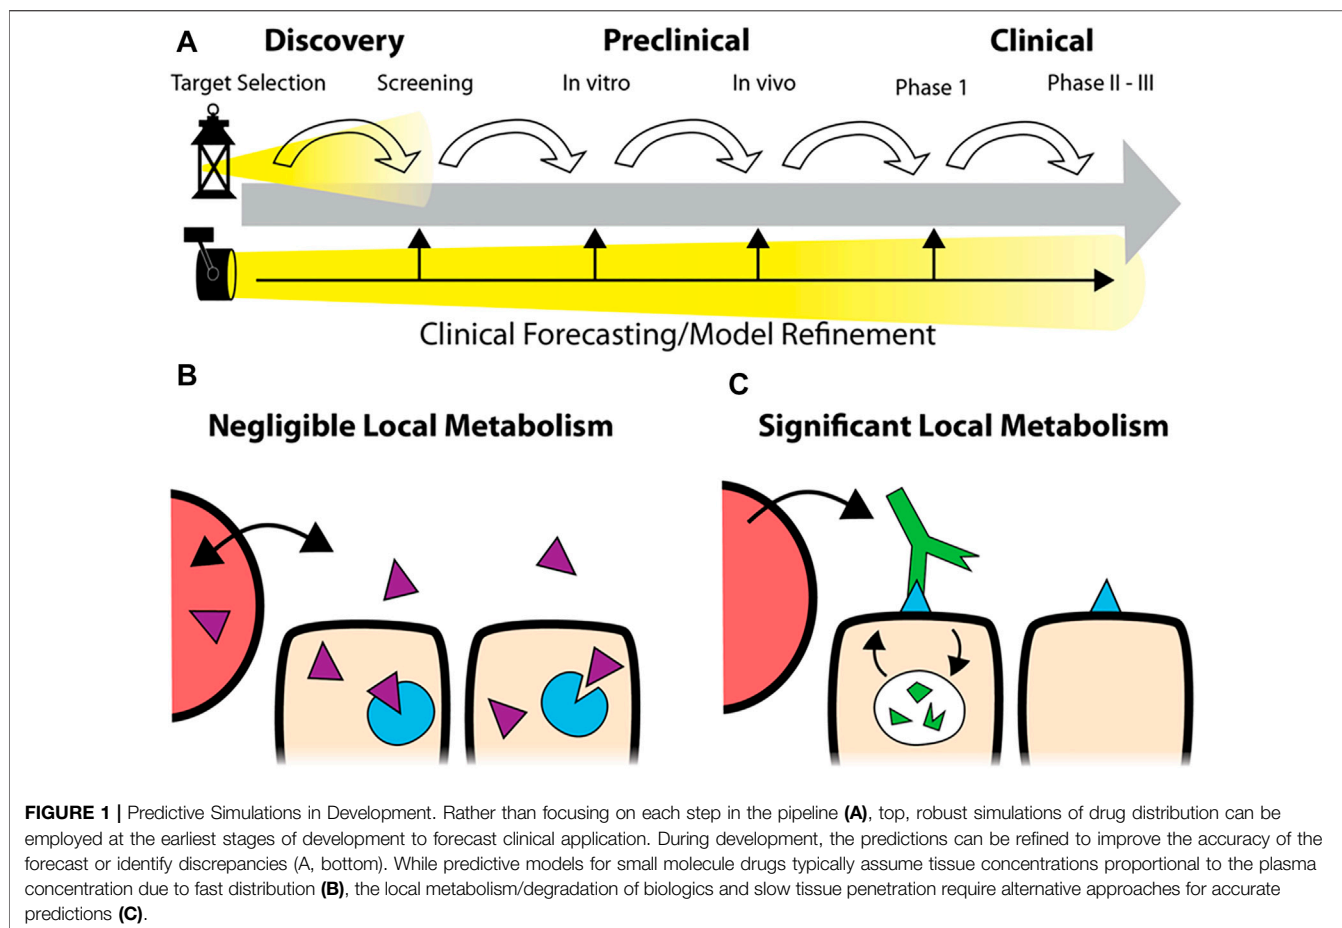 A
Discovery Preclinical Clinical
Target Selection Screening In vitro In vivo Phase 1 Phase II - III
Clinical Forecasting/Model Refinement
B
Negligible Local Metabolism
C
Significant Local Metabolism
FIGURE 1 | Predictive Simulations in Development. Rather than focusing on each step in the pipeline (A), top, robust simulations of drug distribution can be
employed at the earliest stages of development to forecast clinical application. During development, the predictions can be refined to improve the accuracy of the
forecast or identify discrepancies (A, bottom). While predictive models for small molecule drugs typically assume tissue concentrations proportional to the plasma
concentration due to fast distribution (B), the local metabolism/degradation of biologics and slow tissue penetration require alternative approaches for accurate
predictions (C).